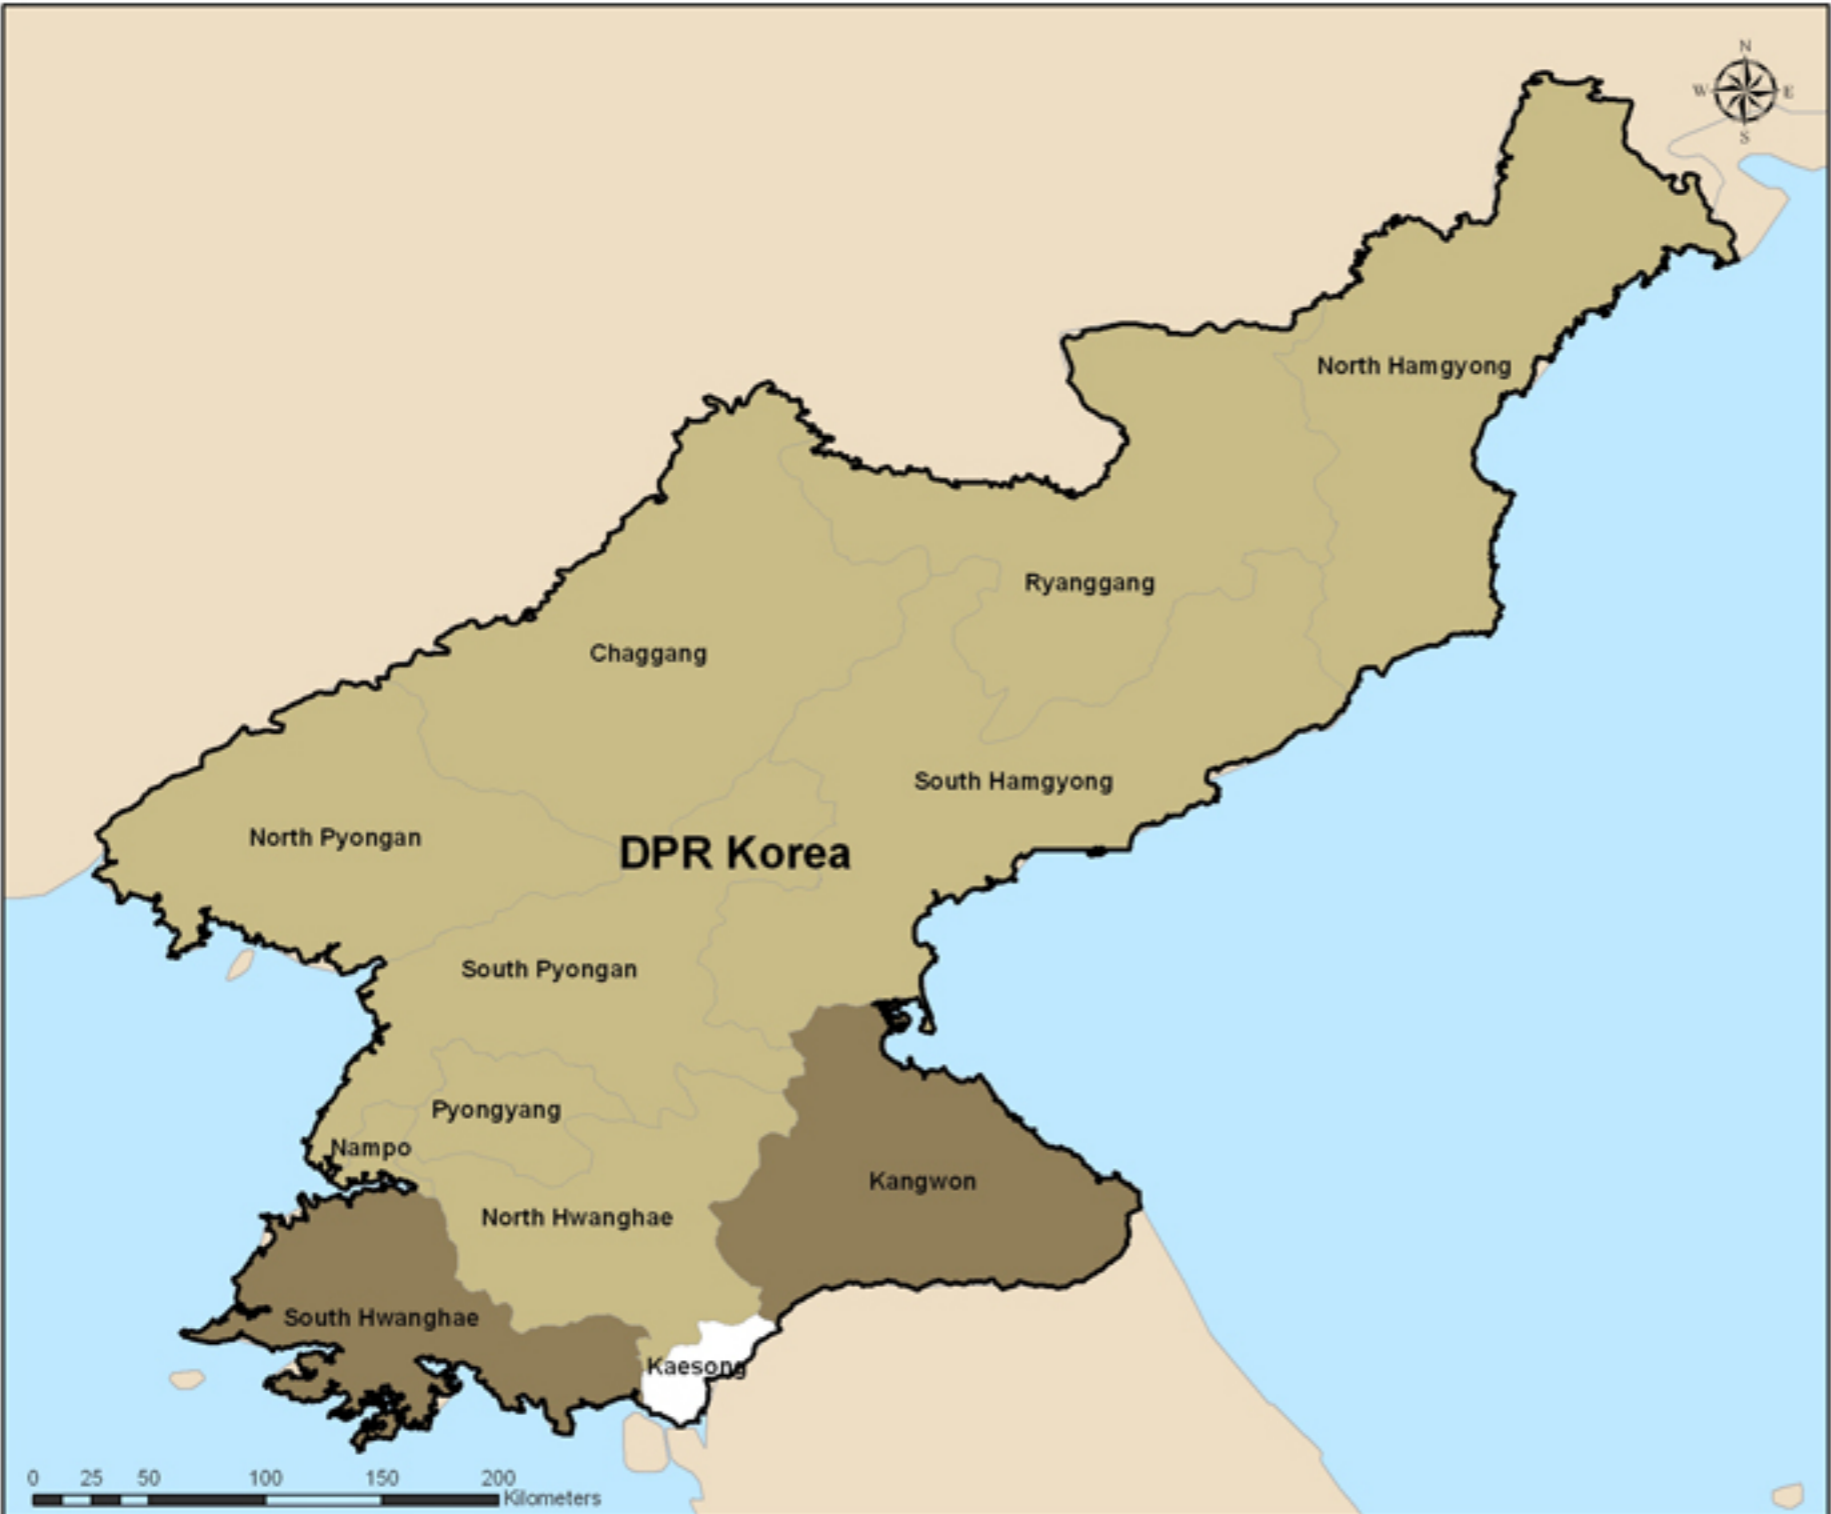 N
W E
S
North Hamgyong
Ryanggang
Chaggang
South Hamgyong
North Pyongan
DPR Korea
South Pyongan
Pyongyang
Nampo
Kangwon
North Hwanghae
South Hwanghae
Kaesong
0 25 50 100 150 200
Kilometers